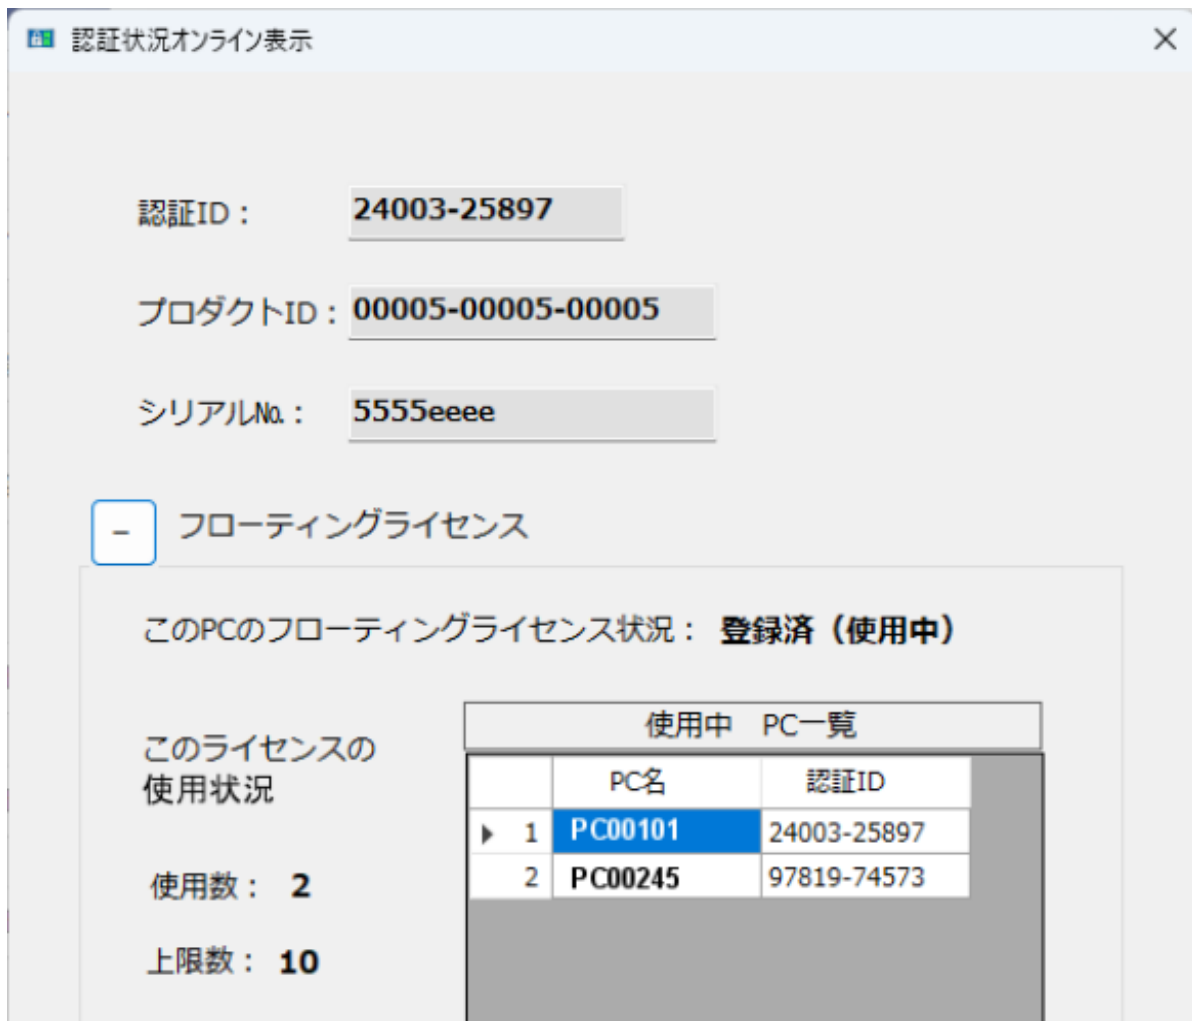 認証状況オンライン表示
認証ID： 24003-25897
プロダクトID： 00005-00005-00005
シリアル№： 5555eeee
− フローティングライセンス
このPCのフローティングライセンス状況： 登録済（使用中）
このライセンスの
使用状況
使用数： 2
上限数： 10
使用中　PC一覧
PC名 認証ID
1 PC00101 24003-25897
2 PC00245 97819-74573